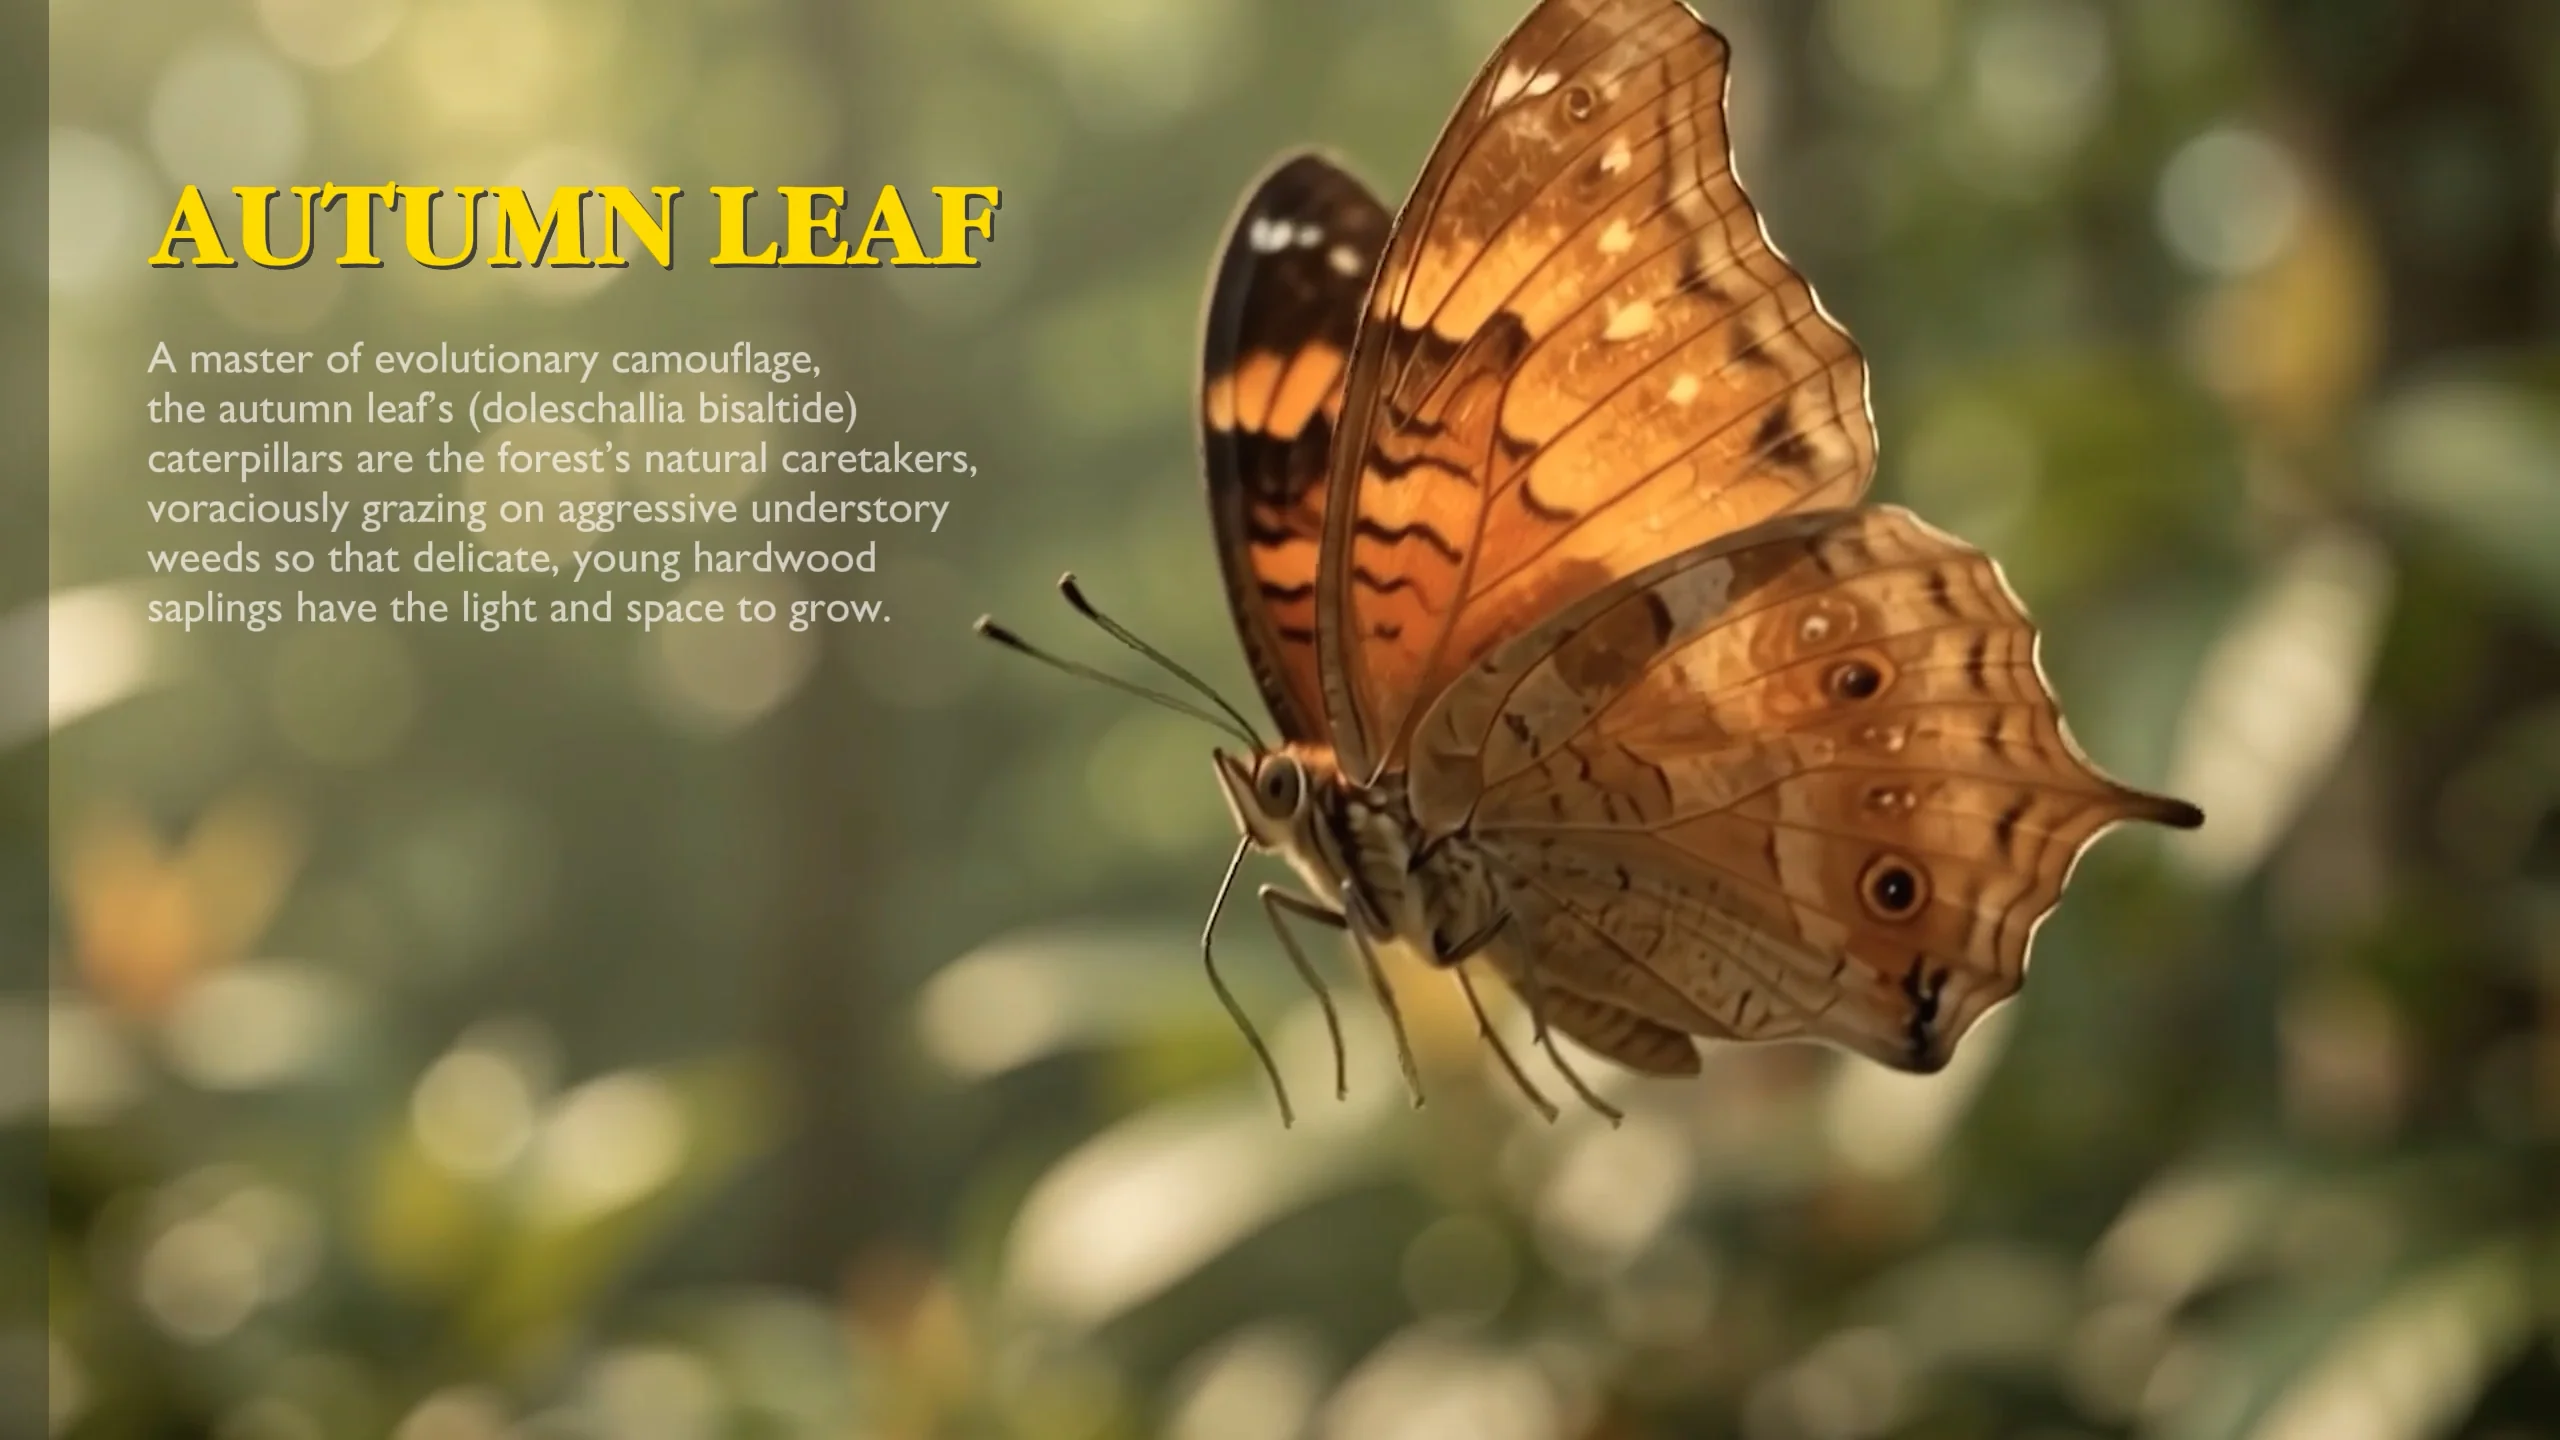 AUTUMN LEAF
A master of evolutionary camouflage,
the autumn leaf’s (doleschallia bisaltide)
caterpillars are the forest’s natural caretakers,
voraciously grazing on aggressive understory
weeds so that delicate, young hardwood
saplings have the light and space to grow.